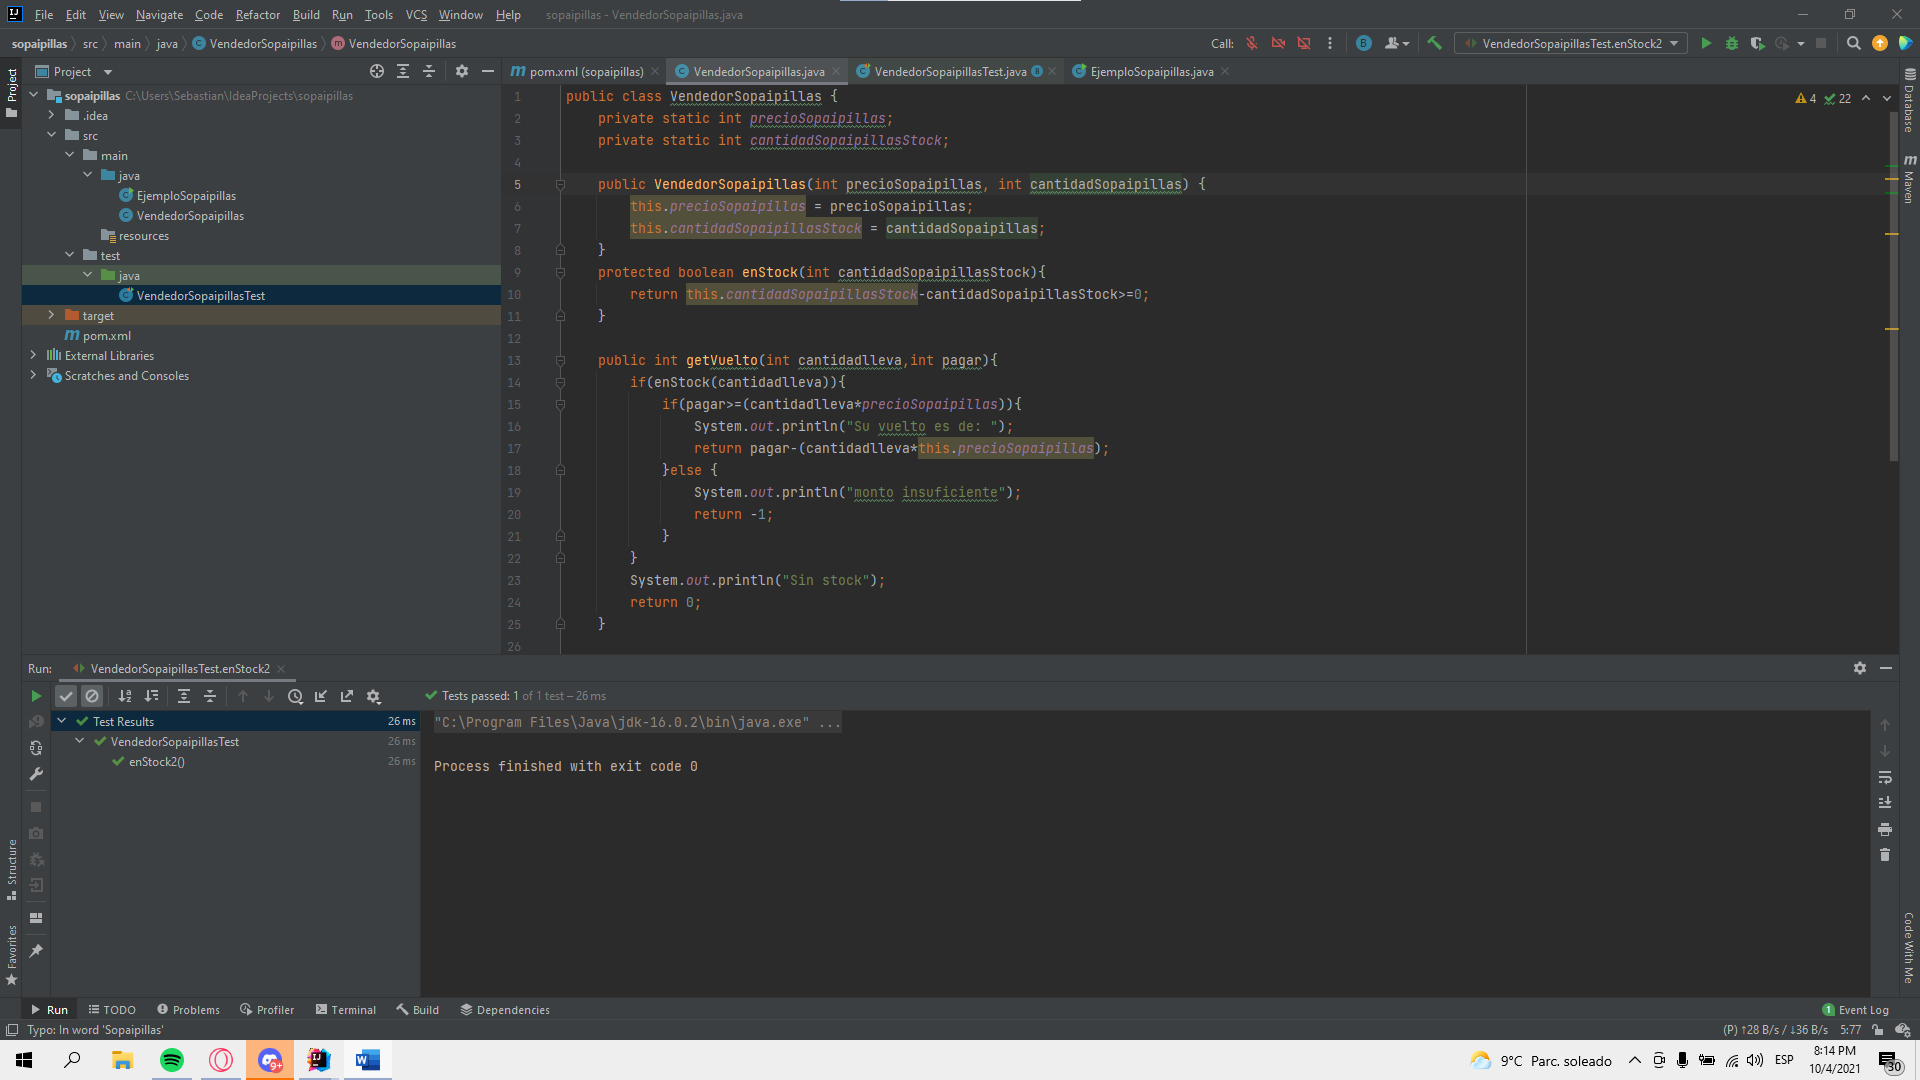 File Edit View Navigate Code Refactor Build Run Tools VCS Window Help sopaipillas - VendedorSopaipillas.java
sopaipillas src main java VendedorSopaipillas VendedorSopaipillas
Call: VendedorSopaipillasTest.enStock2
Project
pom.xml (sopaipillas) VendedorSopaipillas.java VendedorSopaipillasTest.java EjemploSopaipillas.java
Project
sopaipillas C:\Users\Sebastian\IdeaProjects\sopaipillas
.idea
src
main
java
EjemploSopaipillas
VendedorSopaipillas
resources
test
java
VendedorSopaipillasTest
target
pom.xml
External Libraries
Scratches and Consoles
4 22
1 public class VendedorSopaipillas {
2 private static int precioSopaipillas;
3 private static int cantidadSopaipillasStock;
4
5 public VendedorSopaipillas(int precioSopaipillas, int cantidadSopaipillas) {
6 this.precioSopaipillas = precioSopaipillas;
7 this.cantidadSopaipillasStock = cantidadSopaipillas;
8 }
9 protected boolean enStock(int cantidadSopaipillasStock){
10 return this.cantidadSopaipillasStock-cantidadSopaipillasStock>=0;
11 }
12
13 public int getVuelto(int cantidadlleva,int pagar){
14 if(enStock(cantidadlleva)){
15 if(pagar>=(cantidadlleva*precioSopaipillas)){
16 System.out.println("Su vuelto es de: ");
17 return pagar-(cantidadlleva*this.precioSopaipillas);
18 }else {
19 System.out.println("monto insuficiente");
20 return -1;
21 }
22 }
23 System.out.println("Sin stock");
24 return 0;
25 }
26
Database
Maven
Run: VendedorSopaipillasTest.enStock2
Tests passed: 1 of 1 test – 26 ms
Test Results 26 ms
VendedorSopaipillasTest 26 ms
enStock2() 26 ms
"C:\Program Files\Java\jdk-16.0.2\bin\java.exe" ...
Process finished with exit code 0
Structure
Favorites
Code With Me
Run TODO Problems Profiler Terminal Build Dependencies
1 Event Log
Typo: In word 'Sopaipillas'
(P) ↑28 B/s / ↓36 B/s 5:77
9+
9°C Parc. soleado
ESP
8:14 PM
10/4/2021
30